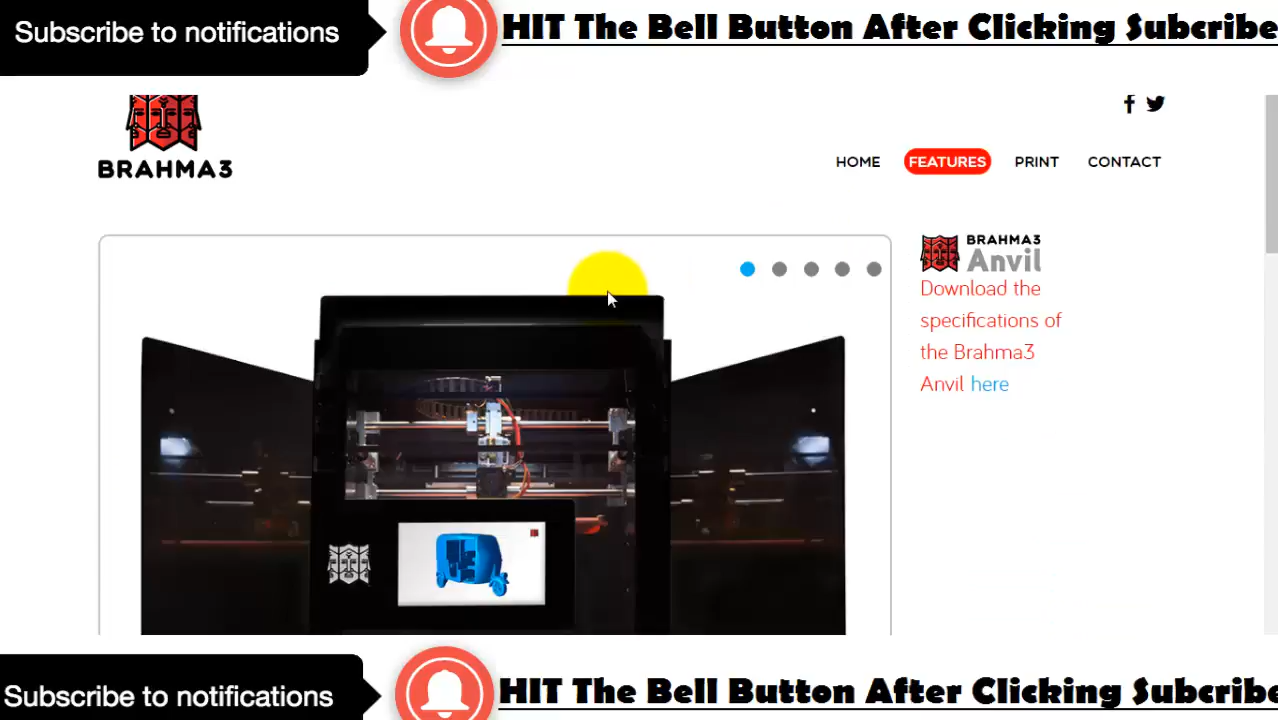 Subscribe to notifications
HIT The Bell Button After Clicking Subcribe
BRAHMA3
HOME FEATURES PRINT CONTACT
BRAHMA3
Anvil
Download the
specifications of
the Brahma3
Anvil here
Subscribe to notifications
HIT The Bell Button After Clicking Subcribe